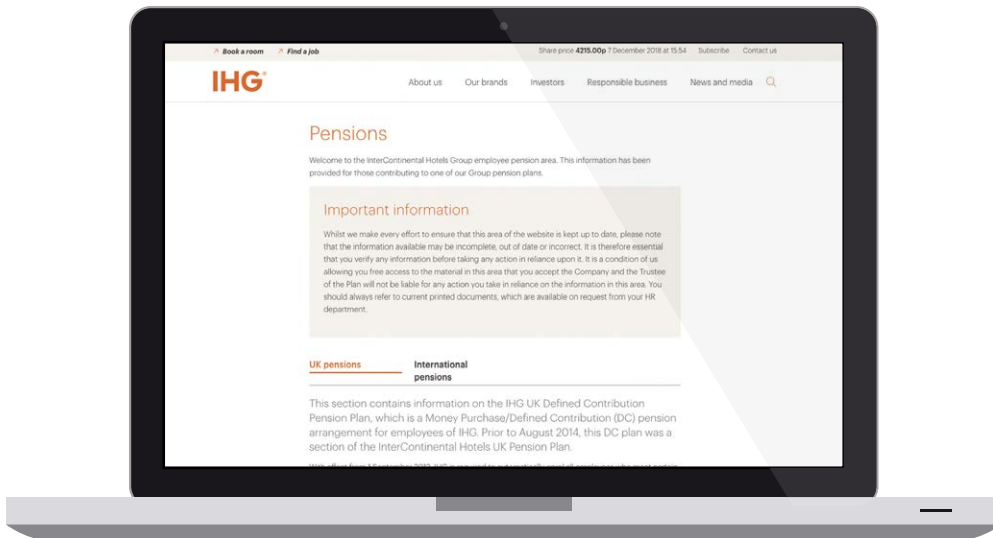 Book a room Find a job Share price 4215.00p 7 December 2018 at 15.54 Subscribe Contact us
IHG®
About us Our brands Investors Responsible business News and media
Pensions
Welcome to the InterContinental Hotels Group employee pension area. This information has been
provided for those contributing to one of our Group pension plans.
Important information
Whilst we make every effort to ensure that this area of the website is kept up to date, please note
that the information available may be incomplete, out of date or incorrect. It is therefore essential
that you verify any information before taking any action in reliance upon it. It is a condition of us
allowing you free access to the material in this area that you accept the Company and the Trustee
of the Plan will not be liable for any action you take in reliance on the information in this area. You
should always refer to current printed documents, which are available on request from your HR
department.
UK pensions
International
pensions
This section contains information on the IHG UK Defined Contribution
Pension Plan, which is a Money Purchase/Defined Contribution (DC) pension
arrangement for employees of IHG. Prior to August 2014, this DC plan was a
section of the InterContinental Hotels UK Pension Plan.